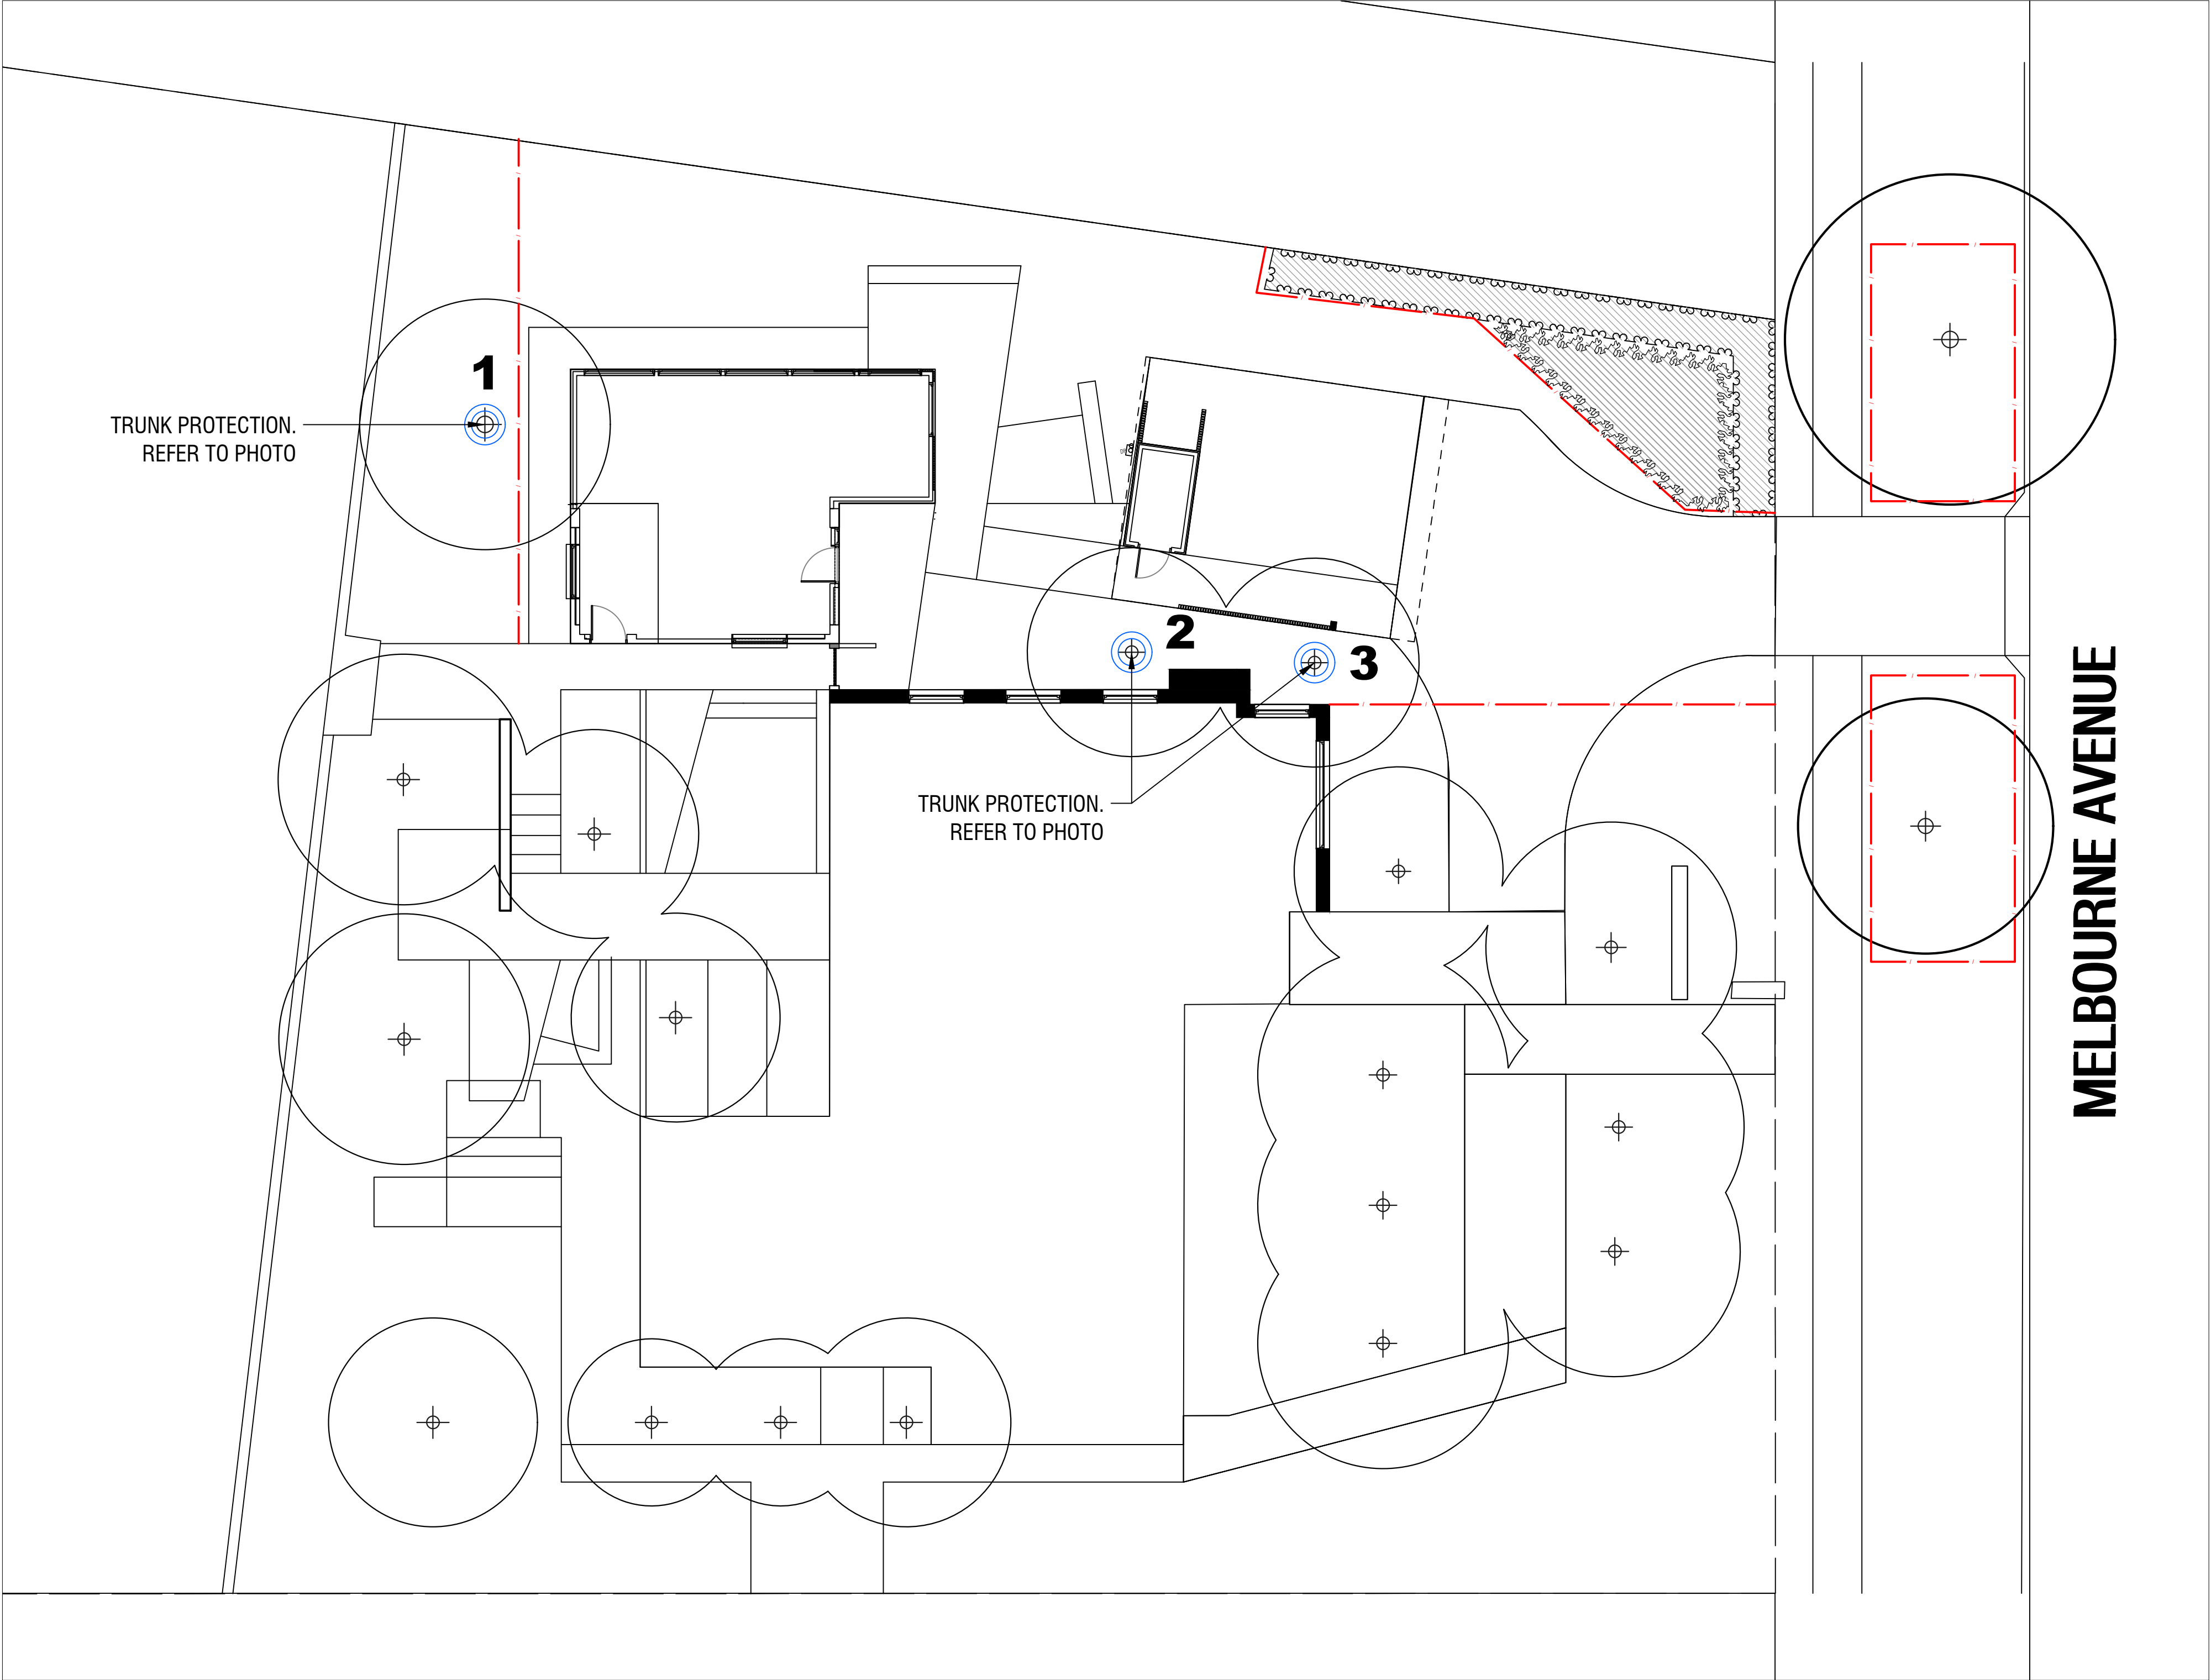 1
TRUNK PROTECTION.
REFER TO PHOTO
2
3
TRUNK PROTECTION.
REFER TO PHOTO
MELBOURNE AVENUE